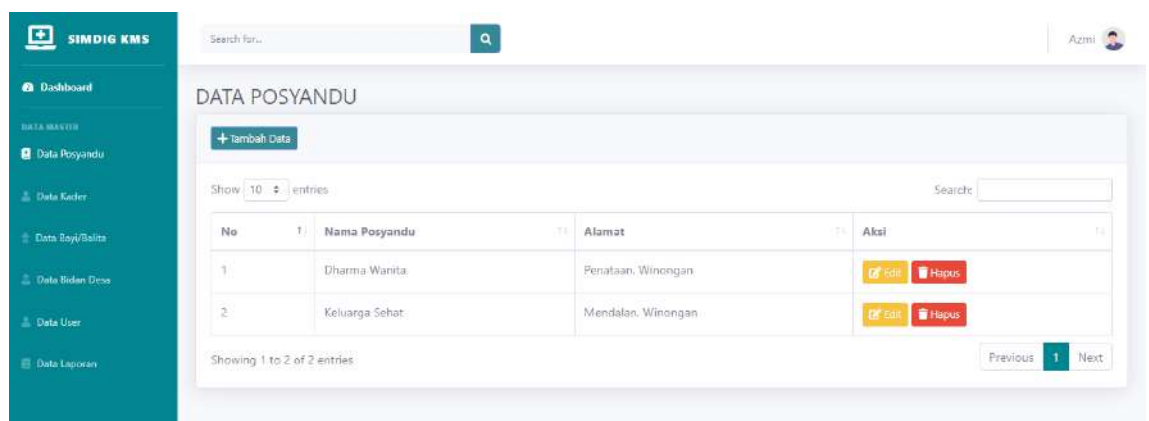 SIMDIG KMS
Search for...
Azmi
Dashboard
DATA MASTER
Data Posyandu
Data Kader
Data Bayi/Balita
Data Bidan Desa
Data User
Data Laporan
DATA POSYANDU
Tambah Data
Show 10 entries
Search:
No Nama Posyandu Alamat Aksi
1 Dharma Wanita Penataan, Winongan Edit Hapus
2 Keluarga Sehat Mendalan, Winongan Edit Hapus
Showing 1 to 2 of 2 entries
Previous 1 Next